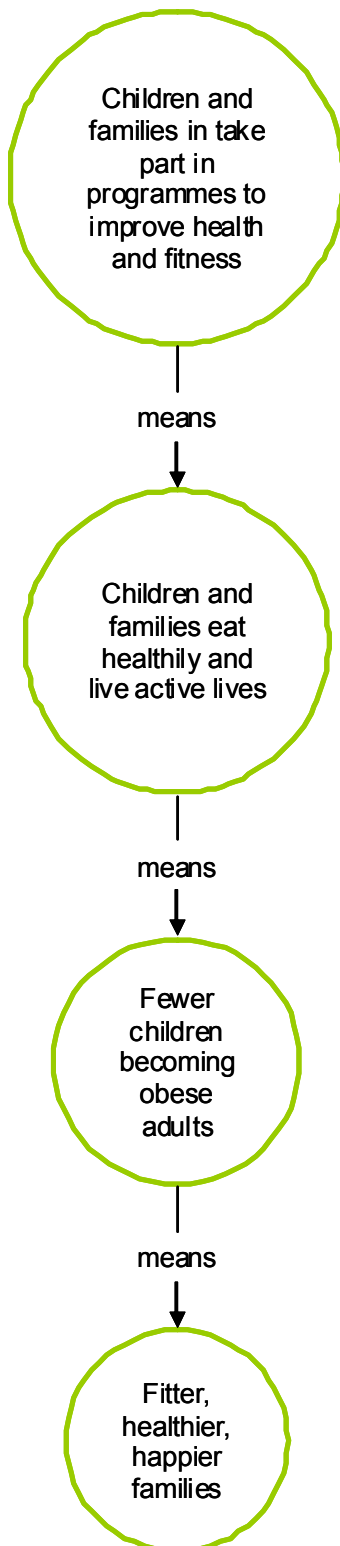 Children and
families in take
part in
programmes to
improve health
and fitness
means
Children and
families eat
healthily and
live active lives
means
Fewer
children
becoming
obese
adults
means
Fitter,
healthier,
happier
families